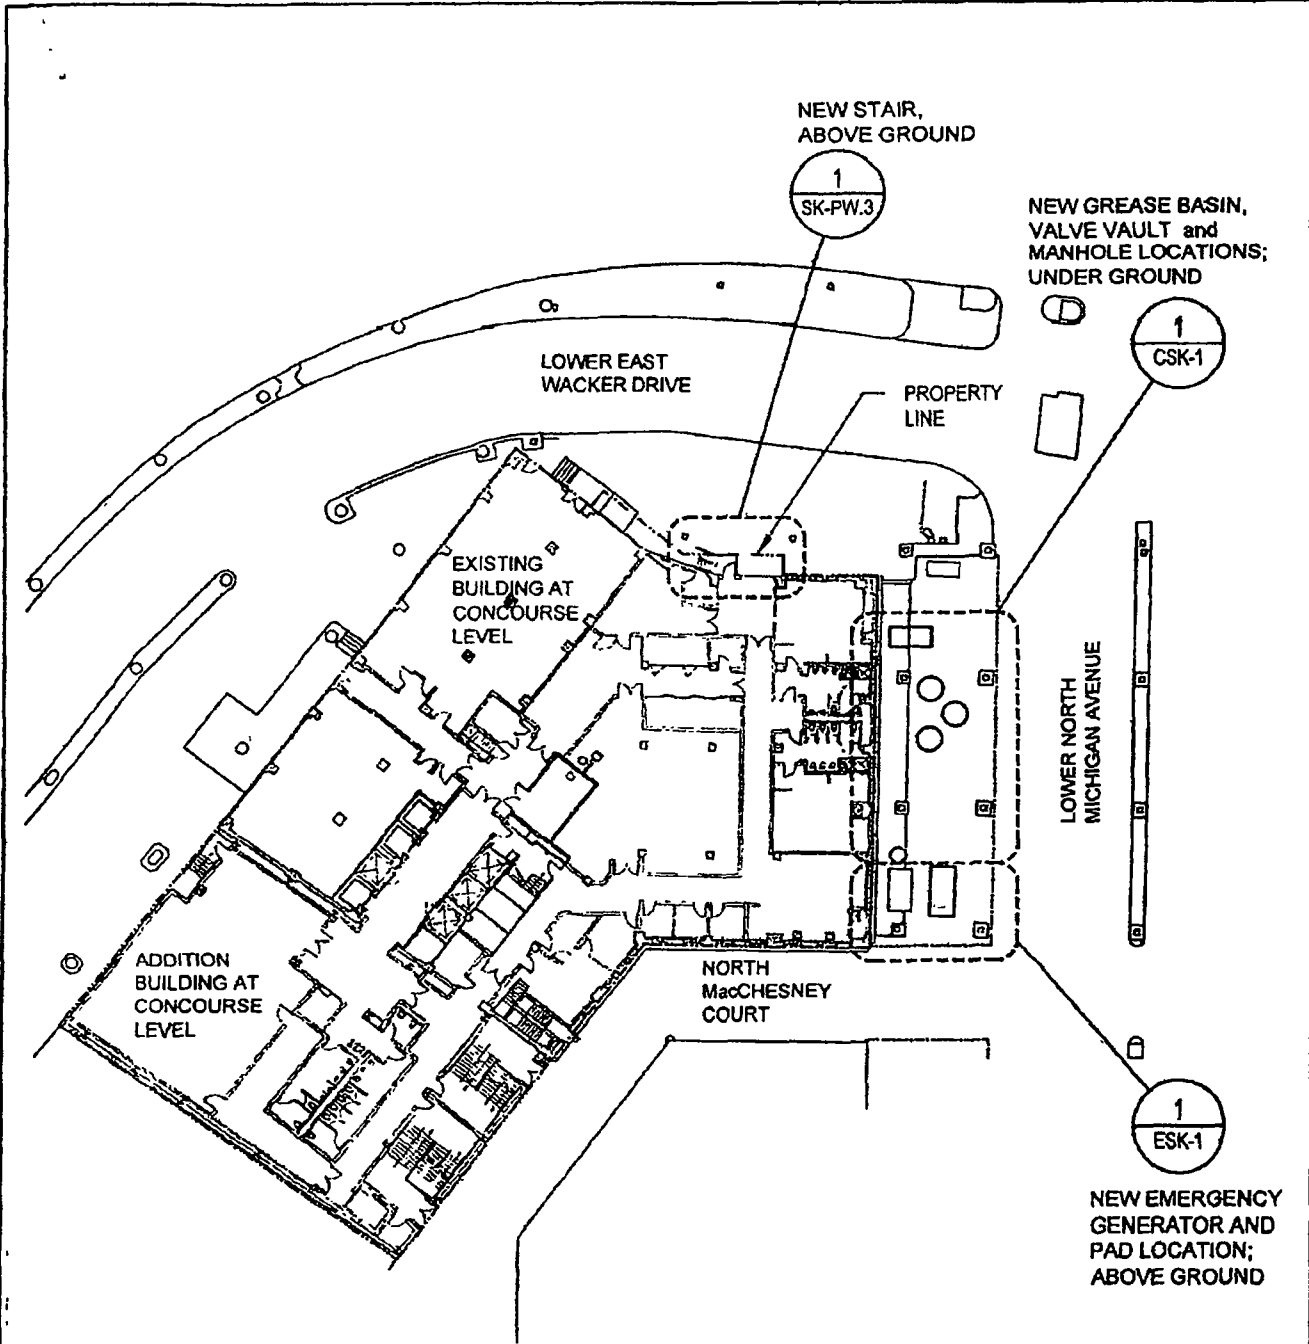 NEW STAIR,
ABOVE GROUND
1
SK-PW.3
NEW GREASE BASIN,
VALVE VAULT and
MANHOLE LOCATIONS;
UNDER GROUND
1
CSK-1
LOWER EAST
WACKER DRIVE
PROPERTY
LINE
EXISTING
BUILDING AT
CONCOURSE
LEVEL
LOWER NORTH
MICHIGAN AVENUE
ADDITION
BUILDING AT
CONCOURSE
LEVEL
NORTH
MacCHESNEY
COURT
1
ESK-1
NEW EMERGENCY
GENERATOR AND
PAD LOCATION;
ABOVE GROUND